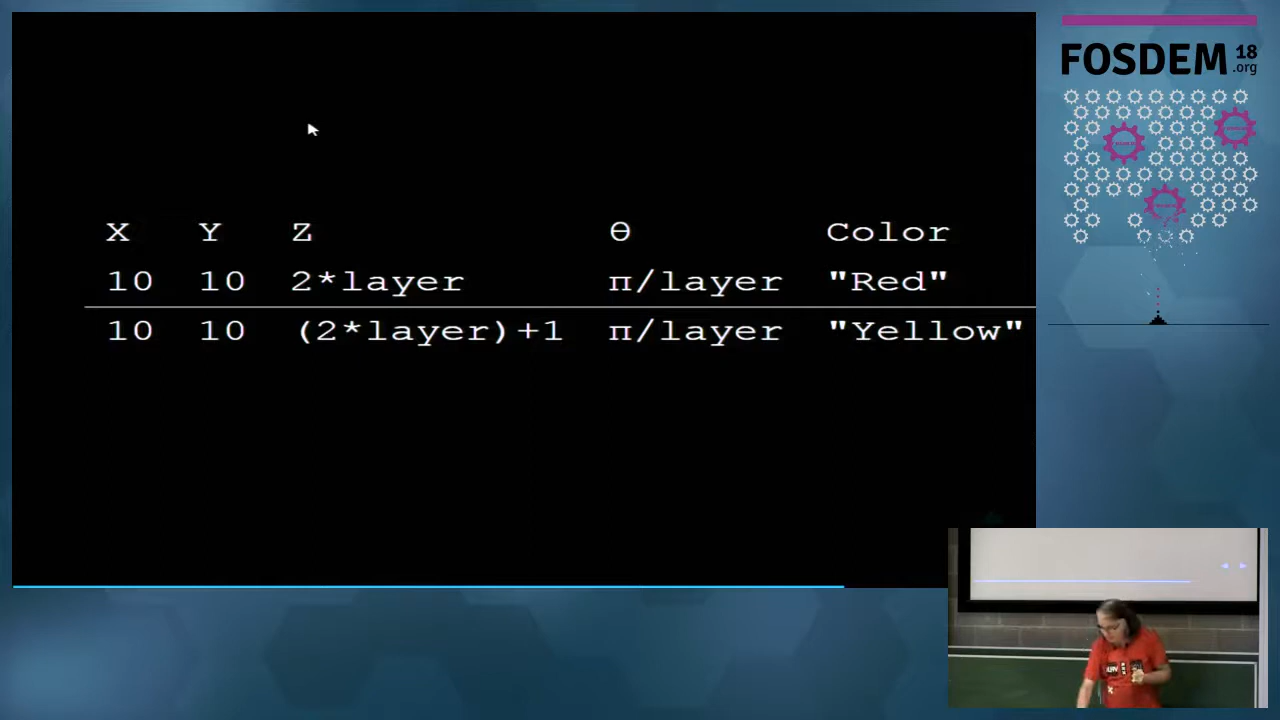 X Y Z θ Color
10 10 2*layer π/layer "Red"
10 10 (2*layer)+1 π/layer "Yellow"
FOSDEM 18
.org